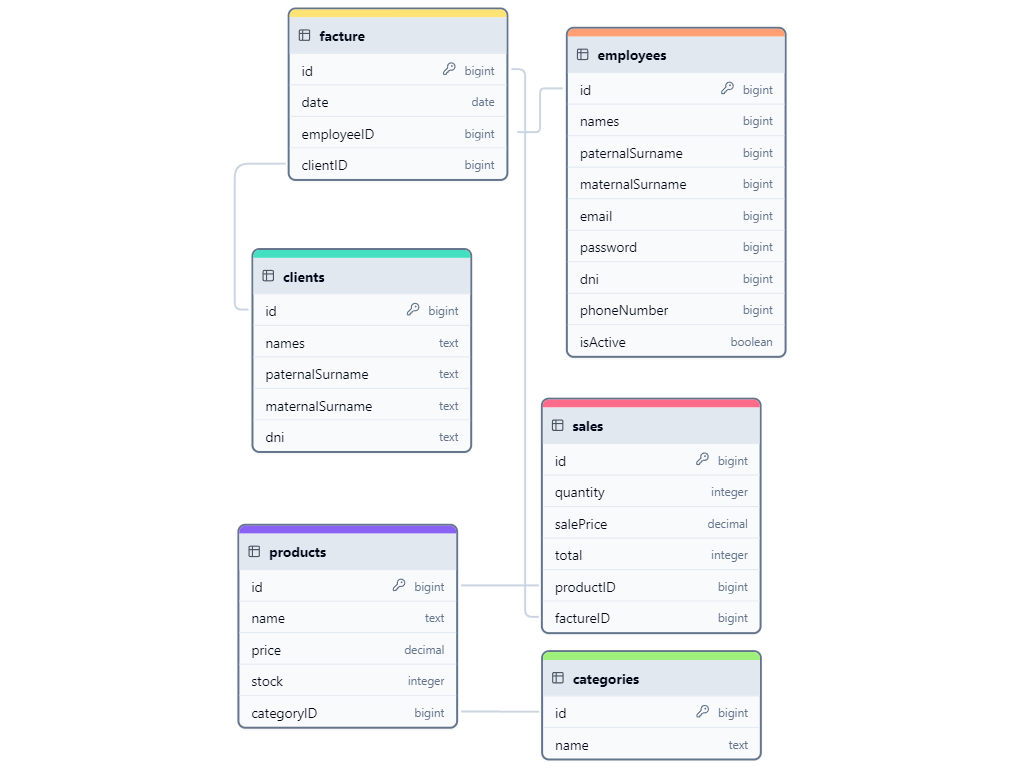 facture
id bigint
date date
employeeID bigint
clientID bigint
employees
id bigint
names bigint
paternalSurname bigint
maternalSurname bigint
email bigint
password bigint
dni bigint
phoneNumber bigint
isActive boolean
clients
id bigint
names text
paternalSurname text
maternalSurname text
dni text
sales
id bigint
quantity integer
salePrice decimal
total integer
productID bigint
factureID bigint
products
id bigint
name text
price decimal
stock integer
categoryID bigint
categories
id bigint
name text